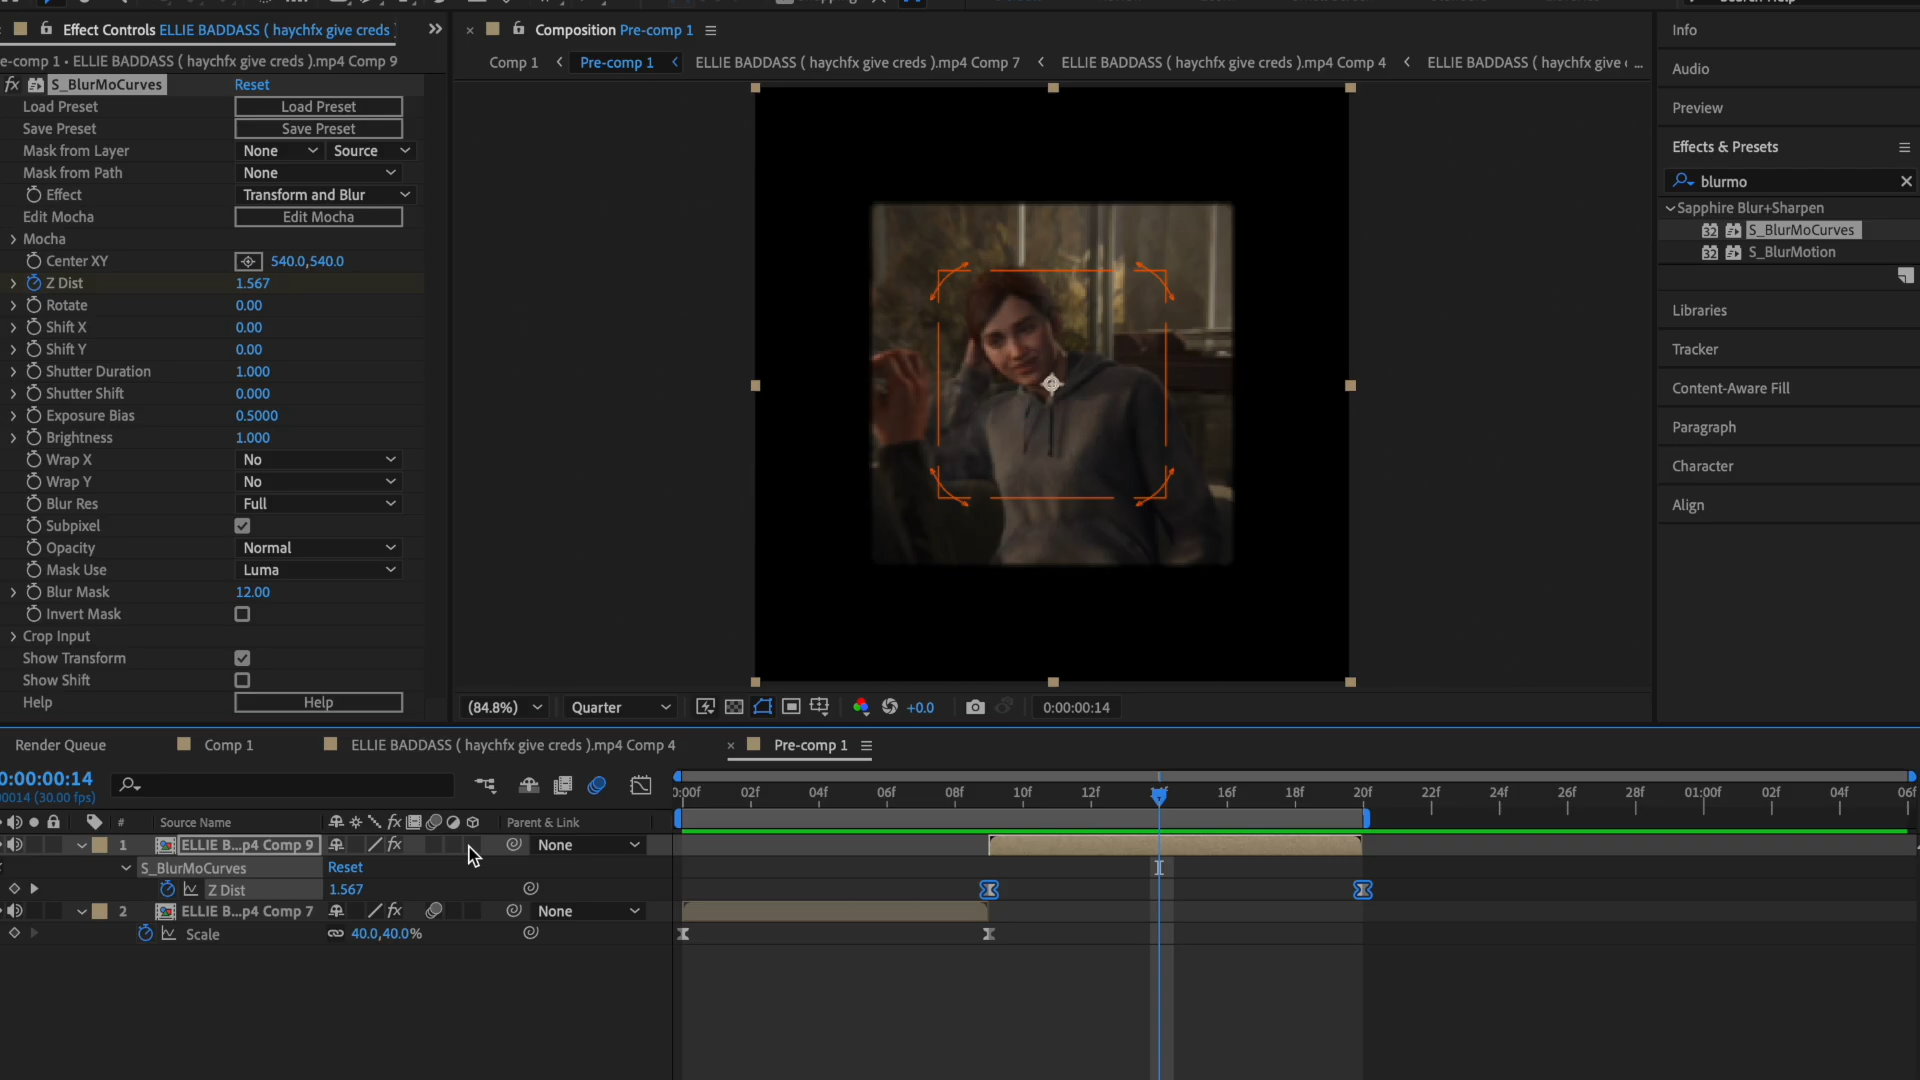 Effect Controls ELLIE BADDASS ( haychfx give creds )
e-comp 1 • ELLIE BADDASS ( haychfx give creds ).mp4 Comp 9
fx S_BlurMoCurves Reset
Load Preset Load Preset
Save Preset Save Preset
Mask from Layer None Source
Mask from Path None
Effect Transform and Blur
Edit Mocha Edit Mocha
Mocha
Center XY 540.0,540.0
Z Dist 1.567
Rotate 0.00
Shift X 0.00
Shift Y 0.00
Shutter Duration 1.000
Shutter Shift 0.000
Exposure Bias 0.5000
Brightness 1.000
Wrap X No
Wrap Y No
Blur Res Full
Subpixel
Opacity Normal
Mask Use Luma
Blur Mask 12.00
Invert Mask
Crop Input
Show Transform
Show Shift
Help Help
Composition Pre-comp 1
Comp 1 Pre-comp 1 ELLIE BADDASS ( haychfx give creds ).mp4 Comp 7 ELLIE BADDASS ( haychfx give creds ).mp4 Comp 4 ELLIE BADDASS ( haychfx give ...
(84.8%) Quarter +0.0 0:00:00:14
Info
Audio
Preview
Effects & Presets
blurmo
Sapphire Blur+Sharpen
32 S_BlurMoCurves
32 S_BlurMotion
Libraries
Tracker
Content-Aware Fill
Paragraph
Character
Align
Render Queue Comp 1 ELLIE BADDASS ( haychfx give creds ).mp4 Comp 4 Pre-comp 1
0:00:00:14
00014 (30.00 fps)
0:00f 02f 04f 06f 08f 10f 12f 16f 18f 20f 22f 24f 26f 28f 01:00f 02f 04f 06f
# Source Name fx Parent & Link
1 ELLIE B...p4 Comp 9 fx None
S_BlurMoCurves Reset
Z Dist 1.567
2 ELLIE B...p4 Comp 7 fx None
Scale 40.0,40.0%